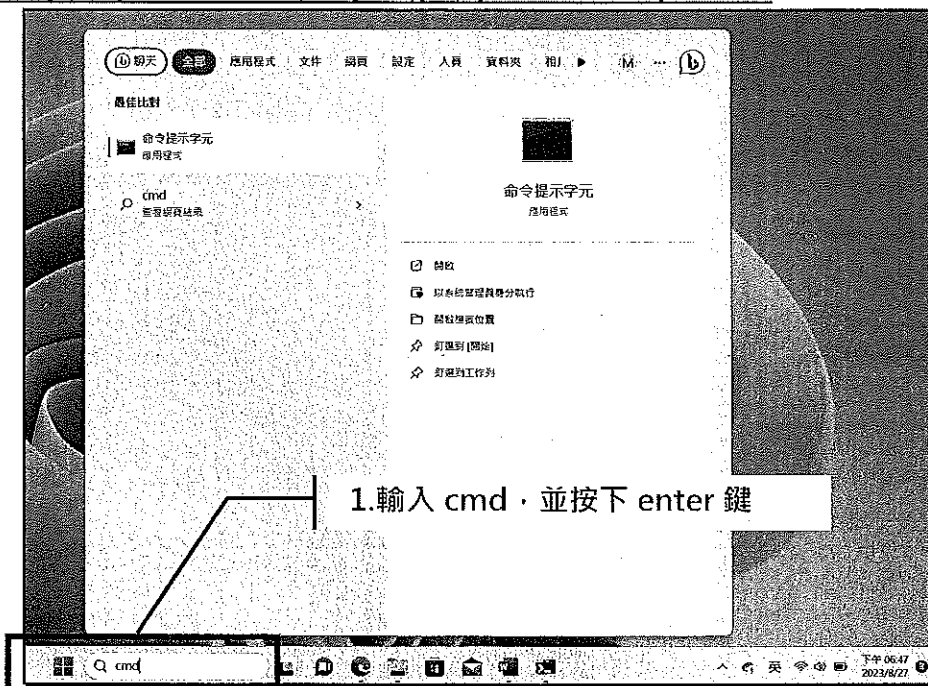 聊天 全部 應用程式 文件 網頁 設定 人員 資料夾 相 M ...
最佳比對
命令提示字元
應用程式
cmd
查看網頁結果
命令提示字元
應用程式
開啟
以系統管理員身分執行
開啟檔案位置
釘選到 [開始]
釘選到工作列
1.輸入 cmd，並按下 enter 鍵
cmd
英
下午 06:47
2023/8/27